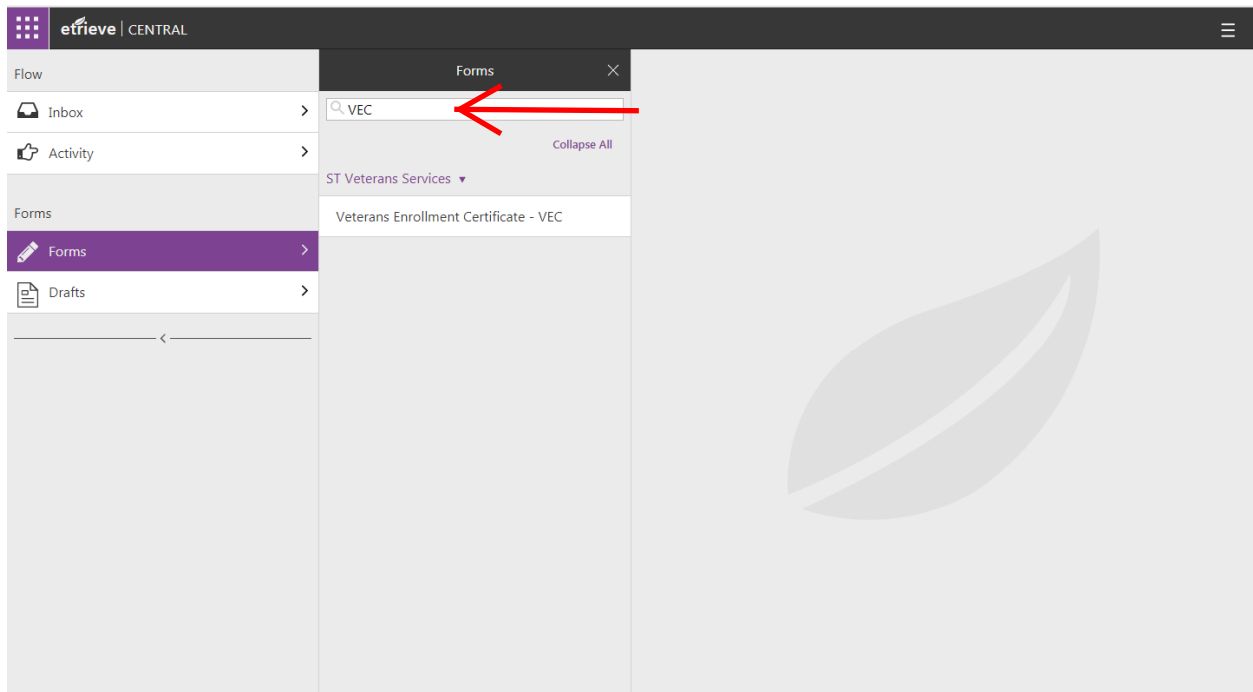 etrieve | CENTRAL
Flow
Inbox
Activity
Forms
Forms
Drafts
Forms
VEC
Collapse All
ST Veterans Services
Veterans Enrollment Certificate - VEC